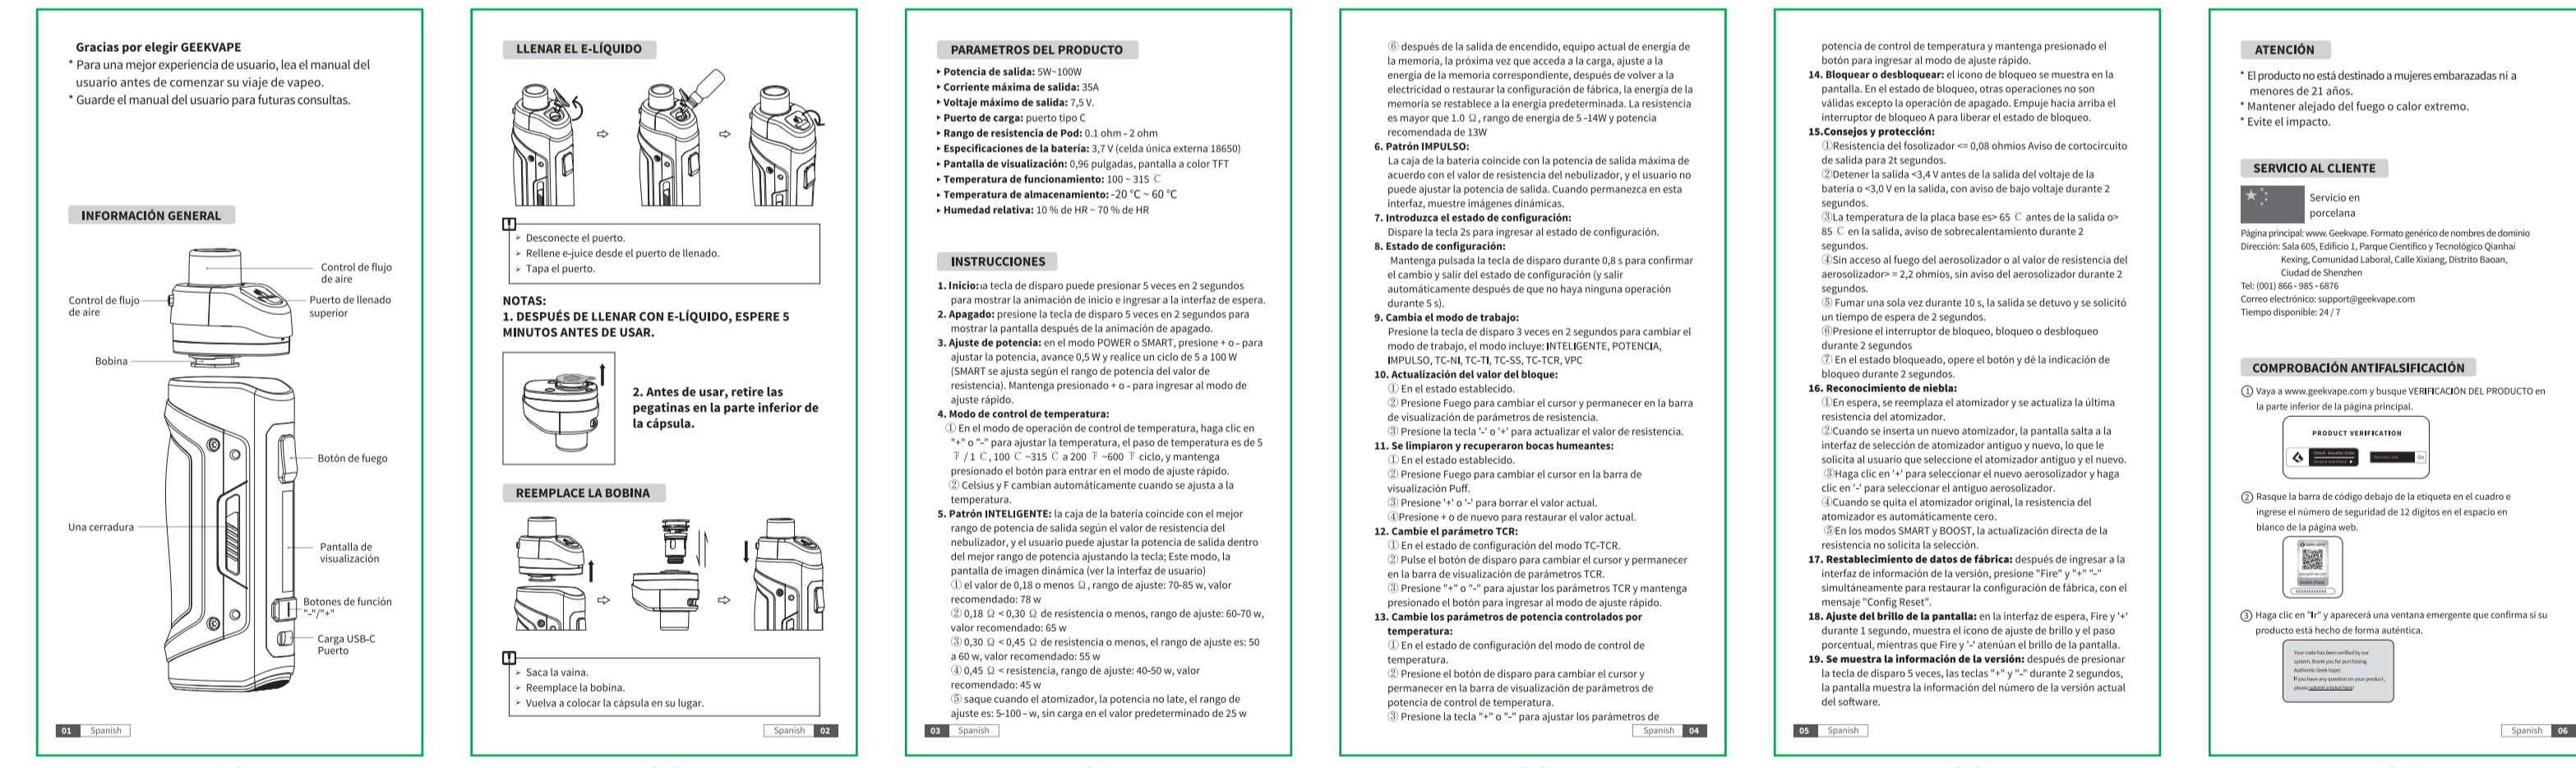 Gracias por elegir GEEKVAPE
* Para una mejor experiencia de usuario, lea el manual del
usuario antes de comenzar su viaje de vapeo.
* Guarde el manual del usuario para futuras consultas.
INFORMACIÓN GENERAL
Control de flujo
de aire
Control de flujo
de aire
Puerto de llenado
superior
Bobina
Botón de fuego
Una cerradura
Pantalla de
visualización
Botones de función
"-"/"+"
Carga USB-C
Puerto
01 Spanish
LLENAR EL E-LÍQUIDO
➢ Desconecte el puerto.
➢ Rellene e-juice desde el puerto de llenado.
➢ Tapa el puerto.
NOTAS:
1. DESPUÉS DE LLENAR CON E-LÍQUIDO, ESPERE 5
MINUTOS ANTES DE USAR.
2. Antes de usar, retire las
pegatinas en la parte inferior de
la cápsula.
REEMPLACE LA BOBINA
➢ Saca la vaina.
➢ Reemplace la bobina.
➢ Vuelva a colocar la cápsula en su lugar.
Spanish 02
PARAMETROS DEL PRODUCTO
‣ Potencia de salida: 5W~100W
‣ Corriente máxima de salida: 35A
‣ Voltaje máximo de salida: 7,5 V.
‣ Puerto de carga: puerto tipo C
‣ Rango de resistencia de Pod: 0.1 ohm - 2 ohm
‣ Especificaciones de la batería: 3,7 V (celda única externa 18650)
‣ Pantalla de visualización: 0,96 pulgadas, pantalla a color TFT
‣ Temperatura de funcionamiento: 100 ~ 315 ℃
‣ Temperatura de almacenamiento: -20 °C ~ 60 °C
‣ Humedad relativa: 10 % de HR ~ 70 % de HR
INSTRUCCIONES
1. Inicio: la tecla de disparo puede presionar 5 veces en 2 segundos
para mostrar la animación de inicio e ingresar a la interfaz de espera.
2. Apagado: presione la tecla de disparo 5 veces en 2 segundos para
mostrar la pantalla después de la animación de apagado.
3. Ajuste de potencia: en el modo POWER o SMART, presione + o - para
ajustar la potencia, avance 0,5 W y realice un ciclo de 5 a 100 W
(SMART se ajusta según el rango de potencia del valor de
resistencia). Mantenga presionado + o - para ingresar al modo de
ajuste rápido.
4. Modo de control de temperatura:
① En el modo de operación de control de temperatura, haga clic en
"+" o "-" para ajustar la temperatura, el paso de temperatura es de 5
℉ / 1 ℃, 100 ℃ ~315 ℃ a 200 ℉ ~600 ℉ ciclo, y mantenga
presionado el botón para entrar en el modo de ajuste rápido.
② Celsius y F cambian automáticamente cuando se ajusta a la
temperatura.
5. Patrón INTELIGENTE: la caja de la batería coincide con el mejor
rango de potencia de salida según el valor de resistencia del
nebulizador, y el usuario puede ajustar la potencia de salida dentro
del mejor rango de potencia ajustando la tecla; Este modo, la
pantalla de imagen dinámica (ver la interfaz de usuario)
① el valor de 0,18 o menos Ω, rango de ajuste: 70-85 w, valor
recomendado: 78 w
② 0,18 Ω < 0,30 Ω de resistencia o menos, rango de ajuste: 60-70 w,
valor recomendado: 65 w
③ 0,30 Ω < 0,45 Ω de resistencia o menos, el rango de ajuste es: 50
a 60 w, valor recomendado: 55 w
④ 0,45 Ω < resistencia, rango de ajuste: 40-50 w, valor
recomendado: 45 w
⑤ saque cuando el atomizador, la potencia no late, el rango de
ajuste es: 5-100 - w, sin carga en el valor predeterminado de 25 w
03 Spanish
⑥ después de la salida de encendido, equipo actual de energía de
la memoria, la próxima vez que acceda a la carga, ajuste a la
energía de la memoria correspondiente, después de volver a la
electricidad o restaurar la configuración de fábrica, la energía de la
memoria se restablece a la energía predeterminada. La resistencia
es mayor que 1.0 Ω, rango de energía de 5 -14W y potencia
recomendada de 13W
6. Patrón IMPULSO:
La caja de la batería coincide con la potencia de salida máxima de
acuerdo con el valor de resistencia del nebulizador, y el usuario no
puede ajustar la potencia de salida. Cuando permanezca en esta
interfaz, muestre imágenes dinámicas.
7. Introduzca el estado de configuración:
Dispare la tecla 2s para ingresar al estado de configuración.
8. Estado de configuración:
Mantenga pulsada la tecla de disparo durante 0,8 s para confirmar
el cambio y salir del estado de configuración (y salir
automáticamente después de que no haya ninguna operación
durante 5 s).
9. Cambia el modo de trabajo:
Presione la tecla de disparo 3 veces en 2 segundos para cambiar el
modo de trabajo, el modo incluye: INTELIGENTE, POTENCIA,
IMPULSO, TC-NI, TC-TI, TC-SS, TC-TCR, VPC
10. Actualización del valor del bloque:
① En el estado establecido.
② Presione Fuego para cambiar el cursor y permanecer en la barra
de visualización de parámetros de resistencia.
③ Presione la tecla '-' o '+' para actualizar el valor de resistencia.
11. Se limpiaron y recuperaron bocas humeantes:
① En el estado establecido.
② Presione Fuego para cambiar el cursor en la barra de
visualización Puff.
③ Presione '+' o '-' para borrar el valor actual.
④Presione + o de nuevo para restaurar el valor actual.
12. Cambie el parámetro TCR:
① En el estado de configuración del modo TC-TCR.
② Pulse el botón de disparo para cambiar el cursor y permanecer
en la barra de visualización de parámetros TCR.
③ Presione "+" o "-" para ajustar los parámetros TCR y mantenga
presionado el botón para ingresar al modo de ajuste rápido.
13. Cambie los parámetros de potencia controlados por
temperatura:
① En el estado de configuración del modo de control de
temperatura.
② Presione el botón de disparo para cambiar el cursor y
permanecer en la barra de visualización de parámetros de
potencia de control de temperatura.
③ Presione la tecla "+" o "-" para ajustar los parámetros de
Spanish 04
potencia de control de temperatura y mantenga presionado el
botón para ingresar al modo de ajuste rápido.
14. Bloquear o desbloquear: el icono de bloqueo se muestra en la
pantalla. En el estado de bloqueo, otras operaciones no son
válidas excepto la operación de apagado. Empuje hacia arriba el
interruptor de bloqueo A para liberar el estado de bloqueo.
15.Consejos y protección:
①Resistencia del fosolizador <= 0,08 ohmios Aviso de cortocircuito
de salida para 2t segundos.
②Detener la salida <3,4 V antes de la salida del voltaje de la
batería o <3,0 V en la salida, con aviso de bajo voltaje durante 2
segundos.
③La temperatura de la placa base es> 65 ℃ antes de la salida o>
85 ℃ en la salida, aviso de sobrecalentamiento durante 2
segundos.
④Sin acceso al fuego del aerosolizador o al valor de resistencia del
aerosolizador> = 2,2 ohmios, sin aviso del aerosolizador durante 2
segundos.
⑤ Fumar una sola vez durante 10 s, la salida se detuvo y se solicitó
un tiempo de espera de 2 segundos.
⑥Presione el interruptor de bloqueo, bloqueo o desbloqueo
durante 2 segundos
⑦ En el estado bloqueado, opere el botón y dé la indicación de
bloqueo durante 2 segundos.
16. Reconocimiento de niebla:
①En espera, se reemplaza el atomizador y se actualiza la última
resistencia del atomizador.
②Cuando se inserta un nuevo atomizador, la pantalla salta a la
interfaz de selección de atomizador antiguo y nuevo, lo que le
solicita al usuario que seleccione el atomizador antiguo y el nuevo.
③Haga clic en '+' para seleccionar el nuevo aerosolizador y haga
clic en '-' para seleccionar el antiguo aerosolizador.
④Cuando se quita el atomizador original, la resistencia del
atomizador es automáticamente cero.
⑤En los modos SMART y BOOST, la actualización directa de la
resistencia no solicita la selección.
17. Restablecimiento de datos de fábrica: después de ingresar a la
interfaz de información de la versión, presione "Fire" y "+" "-"
simultáneamente para restaurar la configuración de fábrica, con el
mensaje "Config Reset".
18. Ajuste del brillo de la pantalla: en la interfaz de espera, Fire y '+'
durante 1 segundo, muestra el icono de ajuste de brillo y el paso
porcentual, mientras que Fire y '-' atenúan el brillo de la pantalla.
19. Se muestra la información de la versión: después de presionar
la tecla de disparo 5 veces, las teclas "+" y "-" durante 2 segundos,
la pantalla muestra la información del número de la versión actual
del software.
05 Spanish
ATENCIÓN
* El producto no está destinado a mujeres embarazadas ni a
menores de 21 años.
* Mantener alejado del fuego o calor extremo.
* Evite el impacto.
SERVICIO AL CLIENTE
Servicio en
porcelana
Página principal: www. Geekvape. Formato genérico de nombres de dominio
Dirección: Sala 605, Edificio 1, Parque Científico y Tecnológico Qianhai
Kexing, Comunidad Laboral, Calle Xixiang, Distrito Baoan,
Ciudad de Shenzhen
Tel: (001) 866 - 985 - 6876
Correo electrónico: support@geekvape.com
Tiempo disponible: 24 / 7
COMPROBACIÓN ANTIFALSIFICACIÓN
① Vaya a www.geekvape.com y busque VERIFICACIÓN DEL PRODUCTO en
la parte inferior de la página principal.
PRODUCT VERIFICATION
Check Security Code
Security code Go
② Rasque la barra de código debajo de la etiqueta en el cuadro e
ingrese el número de seguridad de 12 dígitos en el espacio en
blanco de la página web.
③ Haga clic en "Ir" y aparecerá una ventana emergente que confirma si su
producto está hecho de forma auténtica.
Your code has been verified by our
system, thank you for purchasing
Authentic Geek Vape!
If you have any question on your product,
please submit a ticket here!
Spanish 06